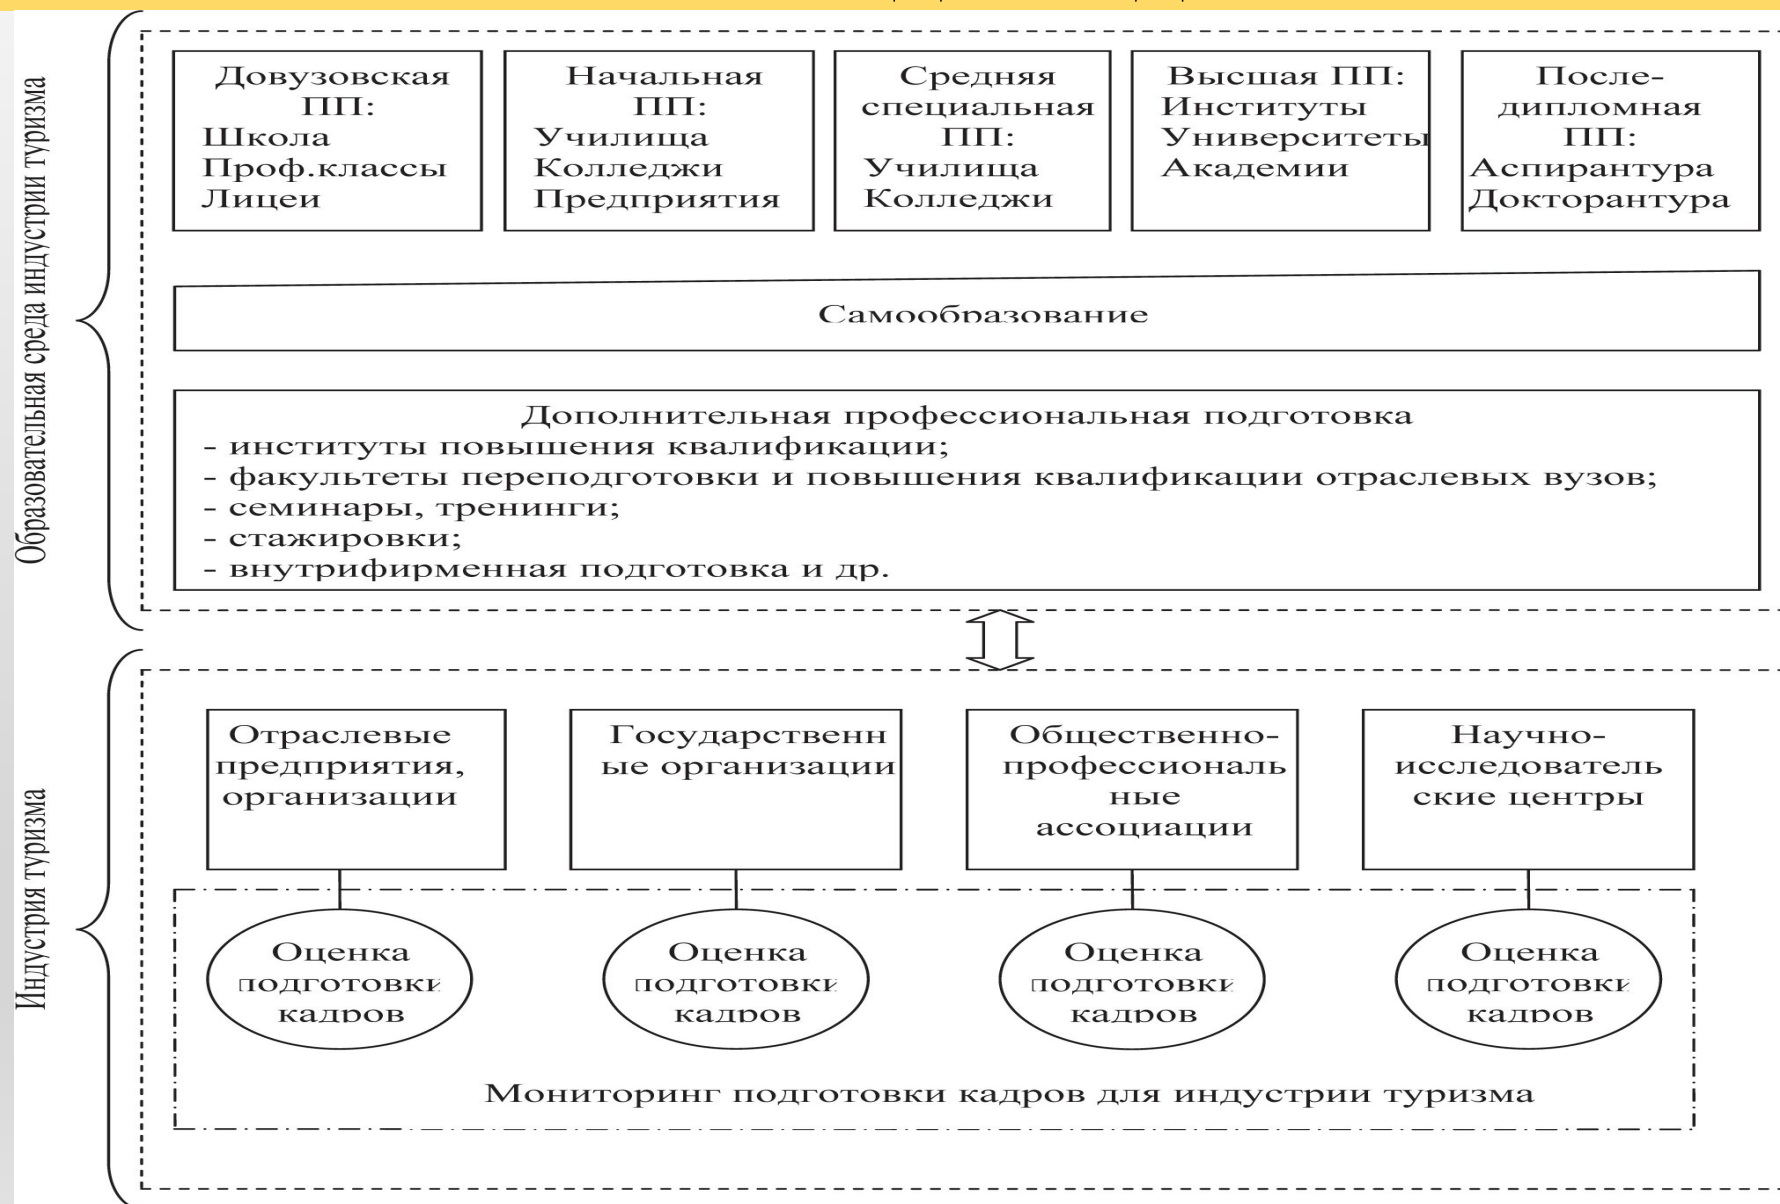 Образовательная среда индустрии туризма
Довузовская
ПП:
Школа
Проф.классы
Лицеи
Начальная
ПП:
Училища
Колледжи
Предприятия
Средняя
специальная
ПП:
Училища
Колледжи
Высшая ПП:
Институты
Университеты
Академии
После-
дипломная
ПП:
Аспирантура
Докторантура
Самообразование
Дополнительная профессиональная подготовка
- институты повышения квалификации;
- факультеты переподготовки и повышения квалификации отраслевых вузов;
- семинары, тренинги;
- стажировки;
- внутрифирменная подготовка и др.
Индустрия туризма
Отраслевые
предприятия,
организации
Государственн
ые организации
Общественно-
профессиональ
ные
ассоциации
Научно-
исследователь
ские центры
Оценка
подготовки
кадров
Оценка
подготовки
кадров
Оценка
подготовки
кадров
Оценка
подготовки
кадров
Мониторинг подготовки кадров для индустрии туризма